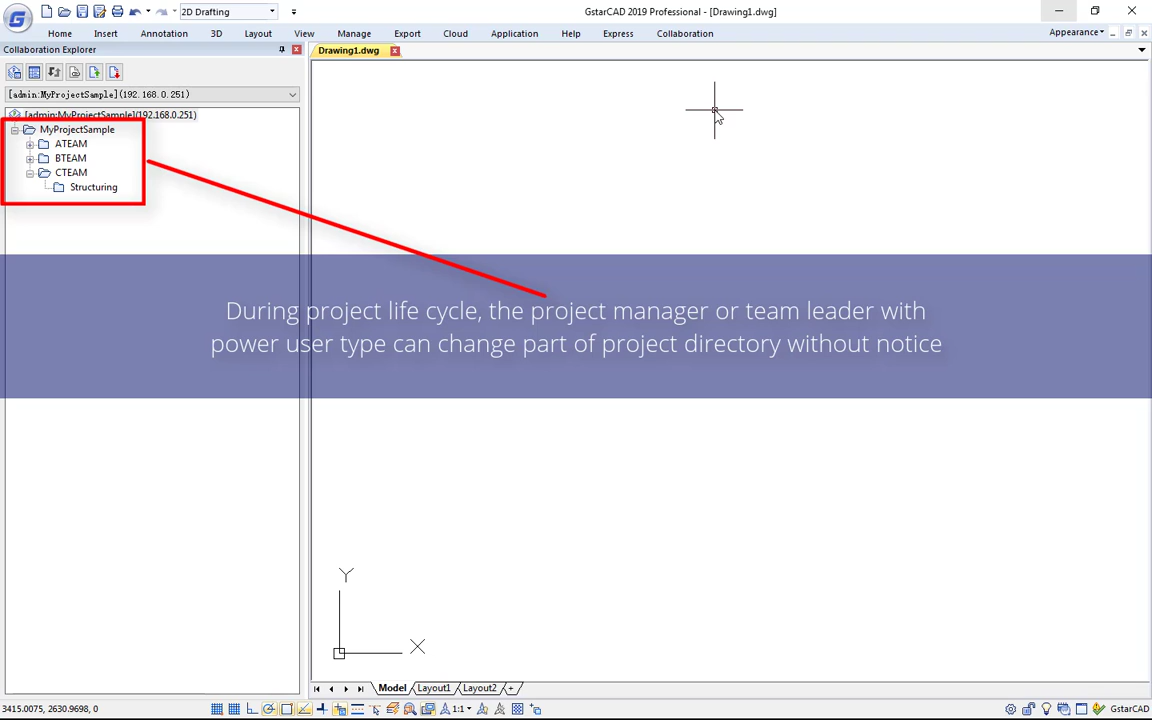 2D Drafting
GstarCAD 2019 Professional - [Drawing1.dwg]
Home Insert Annotation 3D Layout View Manage Export Cloud Application Help Express Collaboration Appearance
Collaboration Explorer
Drawing1.dwg
[admin:MyProjectSample](192.168.0.251)
[admin:MyProjectSample](192.168.0.251)
MyProjectSample
ATEAM
BTEAM
CTEAM
Structuring
During project life cycle, the project manager or team leader with
power user type can change part of project directory without notice
Y
X
Model Layout1 Layout2 +
3415.0075, 2630.9698, 0
1:1
GstarCAD